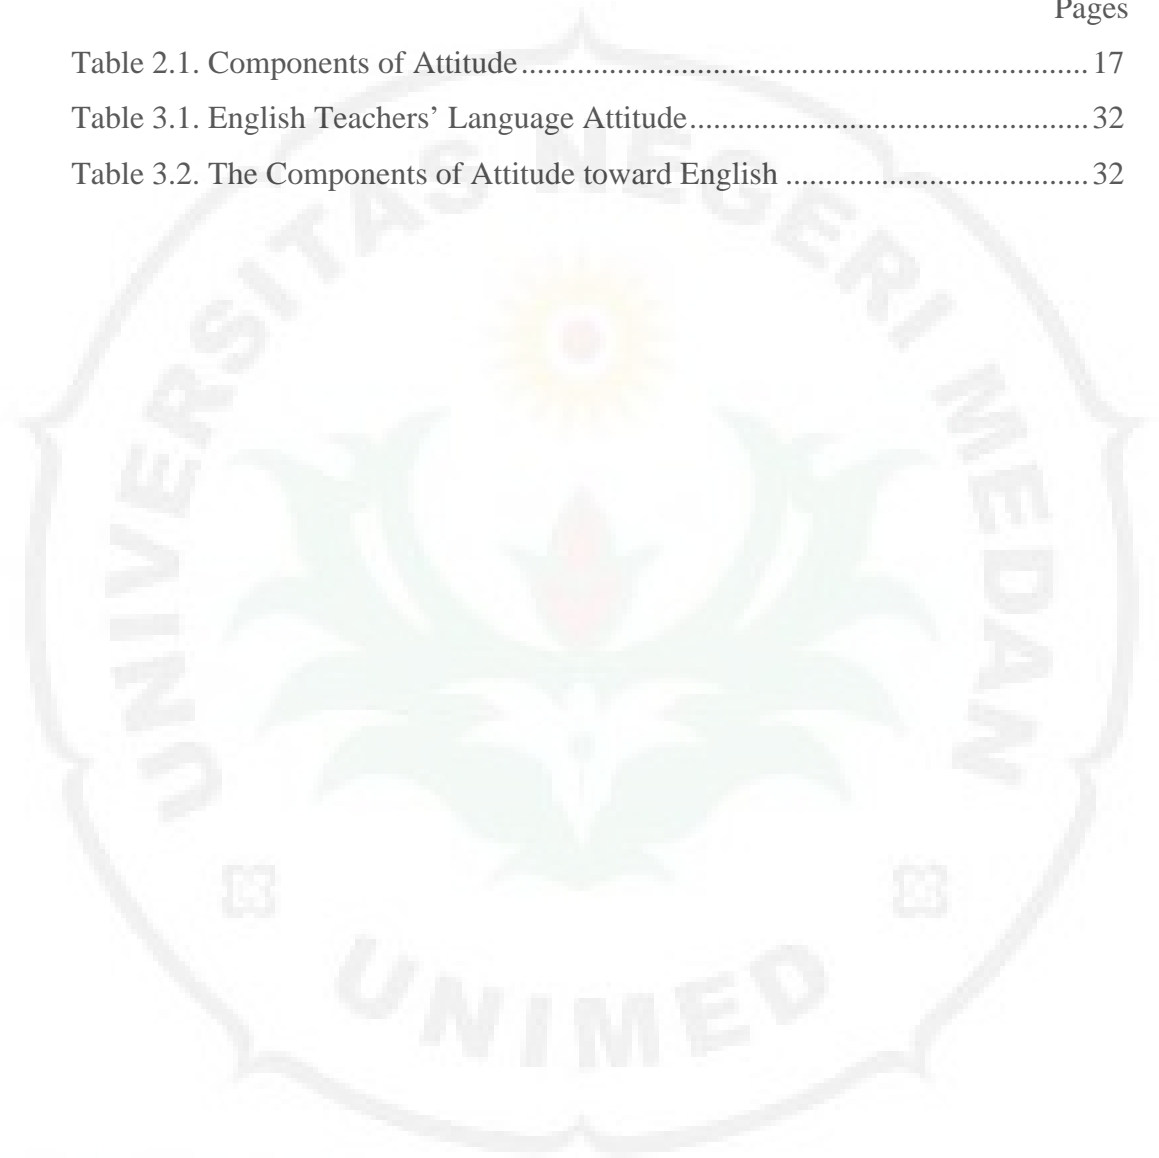 Pages
Table 2.1. Components of Attitude....................................................................... 17
Table 3.1. English Teachers’ Language Attitude.................................................. 32
Table 3.2. The Components of Attitude toward English ...................................... 32
UNIVERSITAS NEGERI MEDAN
UNIMED